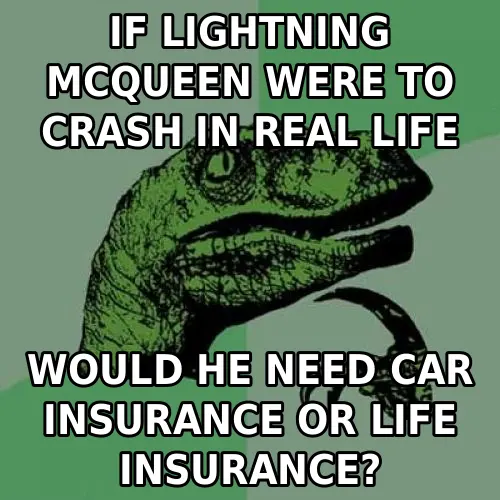 IF LIGHTNING
MCQUEEN WERE TO
CRASH IN REAL LIFE
WOULD HE NEED CAR
INSURANCE OR LIFE
INSURANCE?